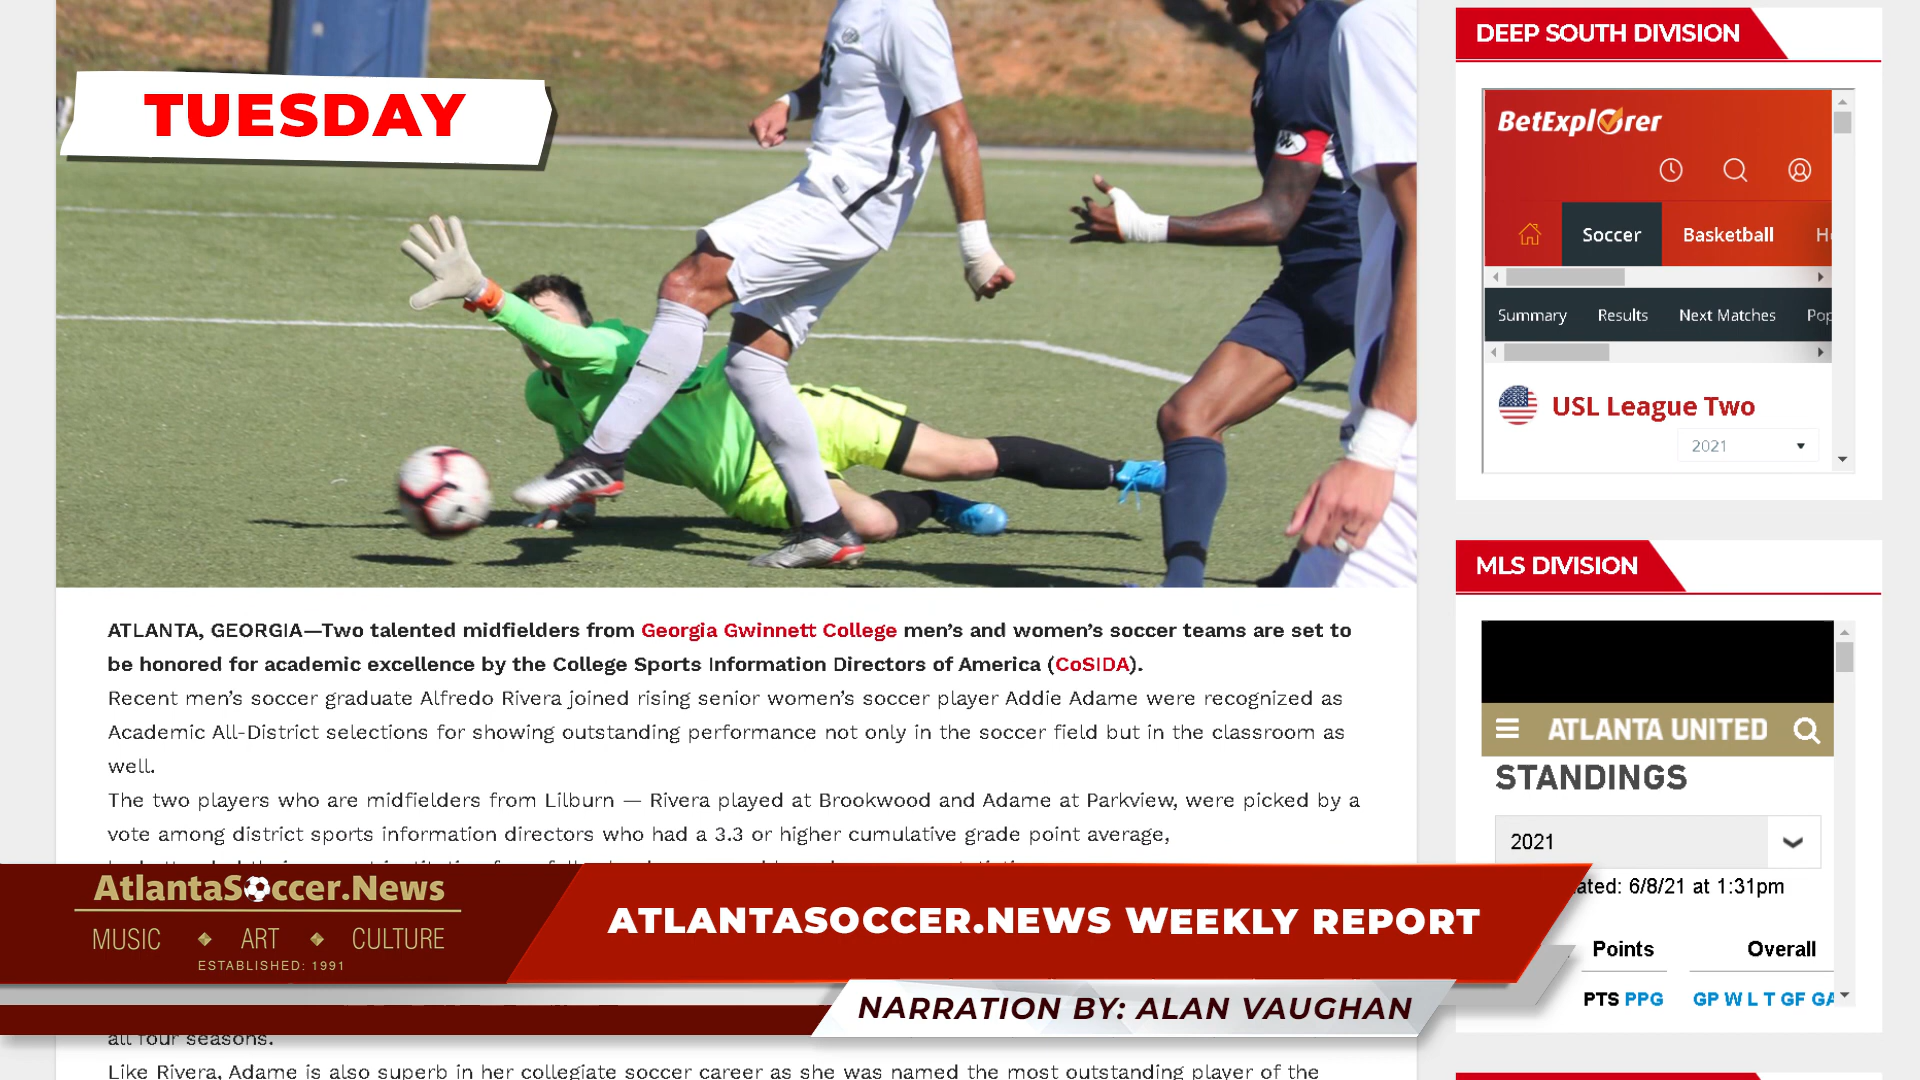 TUESDAY
ATLANTA, GEORGIA—Two talented midfielders from Georgia Gwinnett College men's and women's soccer teams are set to
be honored for academic excellence by the College Sports Information Directors of America (CoSIDA).
Recent men's soccer graduate Alfredo Rivera joined rising senior women's soccer player Addie Adame were recognized as
Academic All-District selections for showing outstanding performance not only in the soccer field but in the classroom as
well.
The two players who are midfielders from Lilburn — Rivera played at Brookwood and Adame at Parkview, were picked by a
vote among district sports information directors who had a 3.3 or higher cumulative grade point average,
AtlantaSoccer.News
MUSIC ART CULTURE
ESTABLISHED: 1991
ATLANTASOCCER.NEWS WEEKLY REPORT
NARRATION BY: ALAN VAUGHAN
all four seasons.
Like Rivera, Adame is also superb in her collegiate soccer career as she was named the most outstanding player of the
DEEP SOUTH DIVISION
BetExplorer
Soccer Basketball
Summary Results Next Matches Pop
USL League Two
2021
MLS DIVISION
ATLANTA UNITED
STANDINGS
2021
ated: 6/8/21 at 1:31pm
Points Overall
PTS PPG GP W L T GF GA